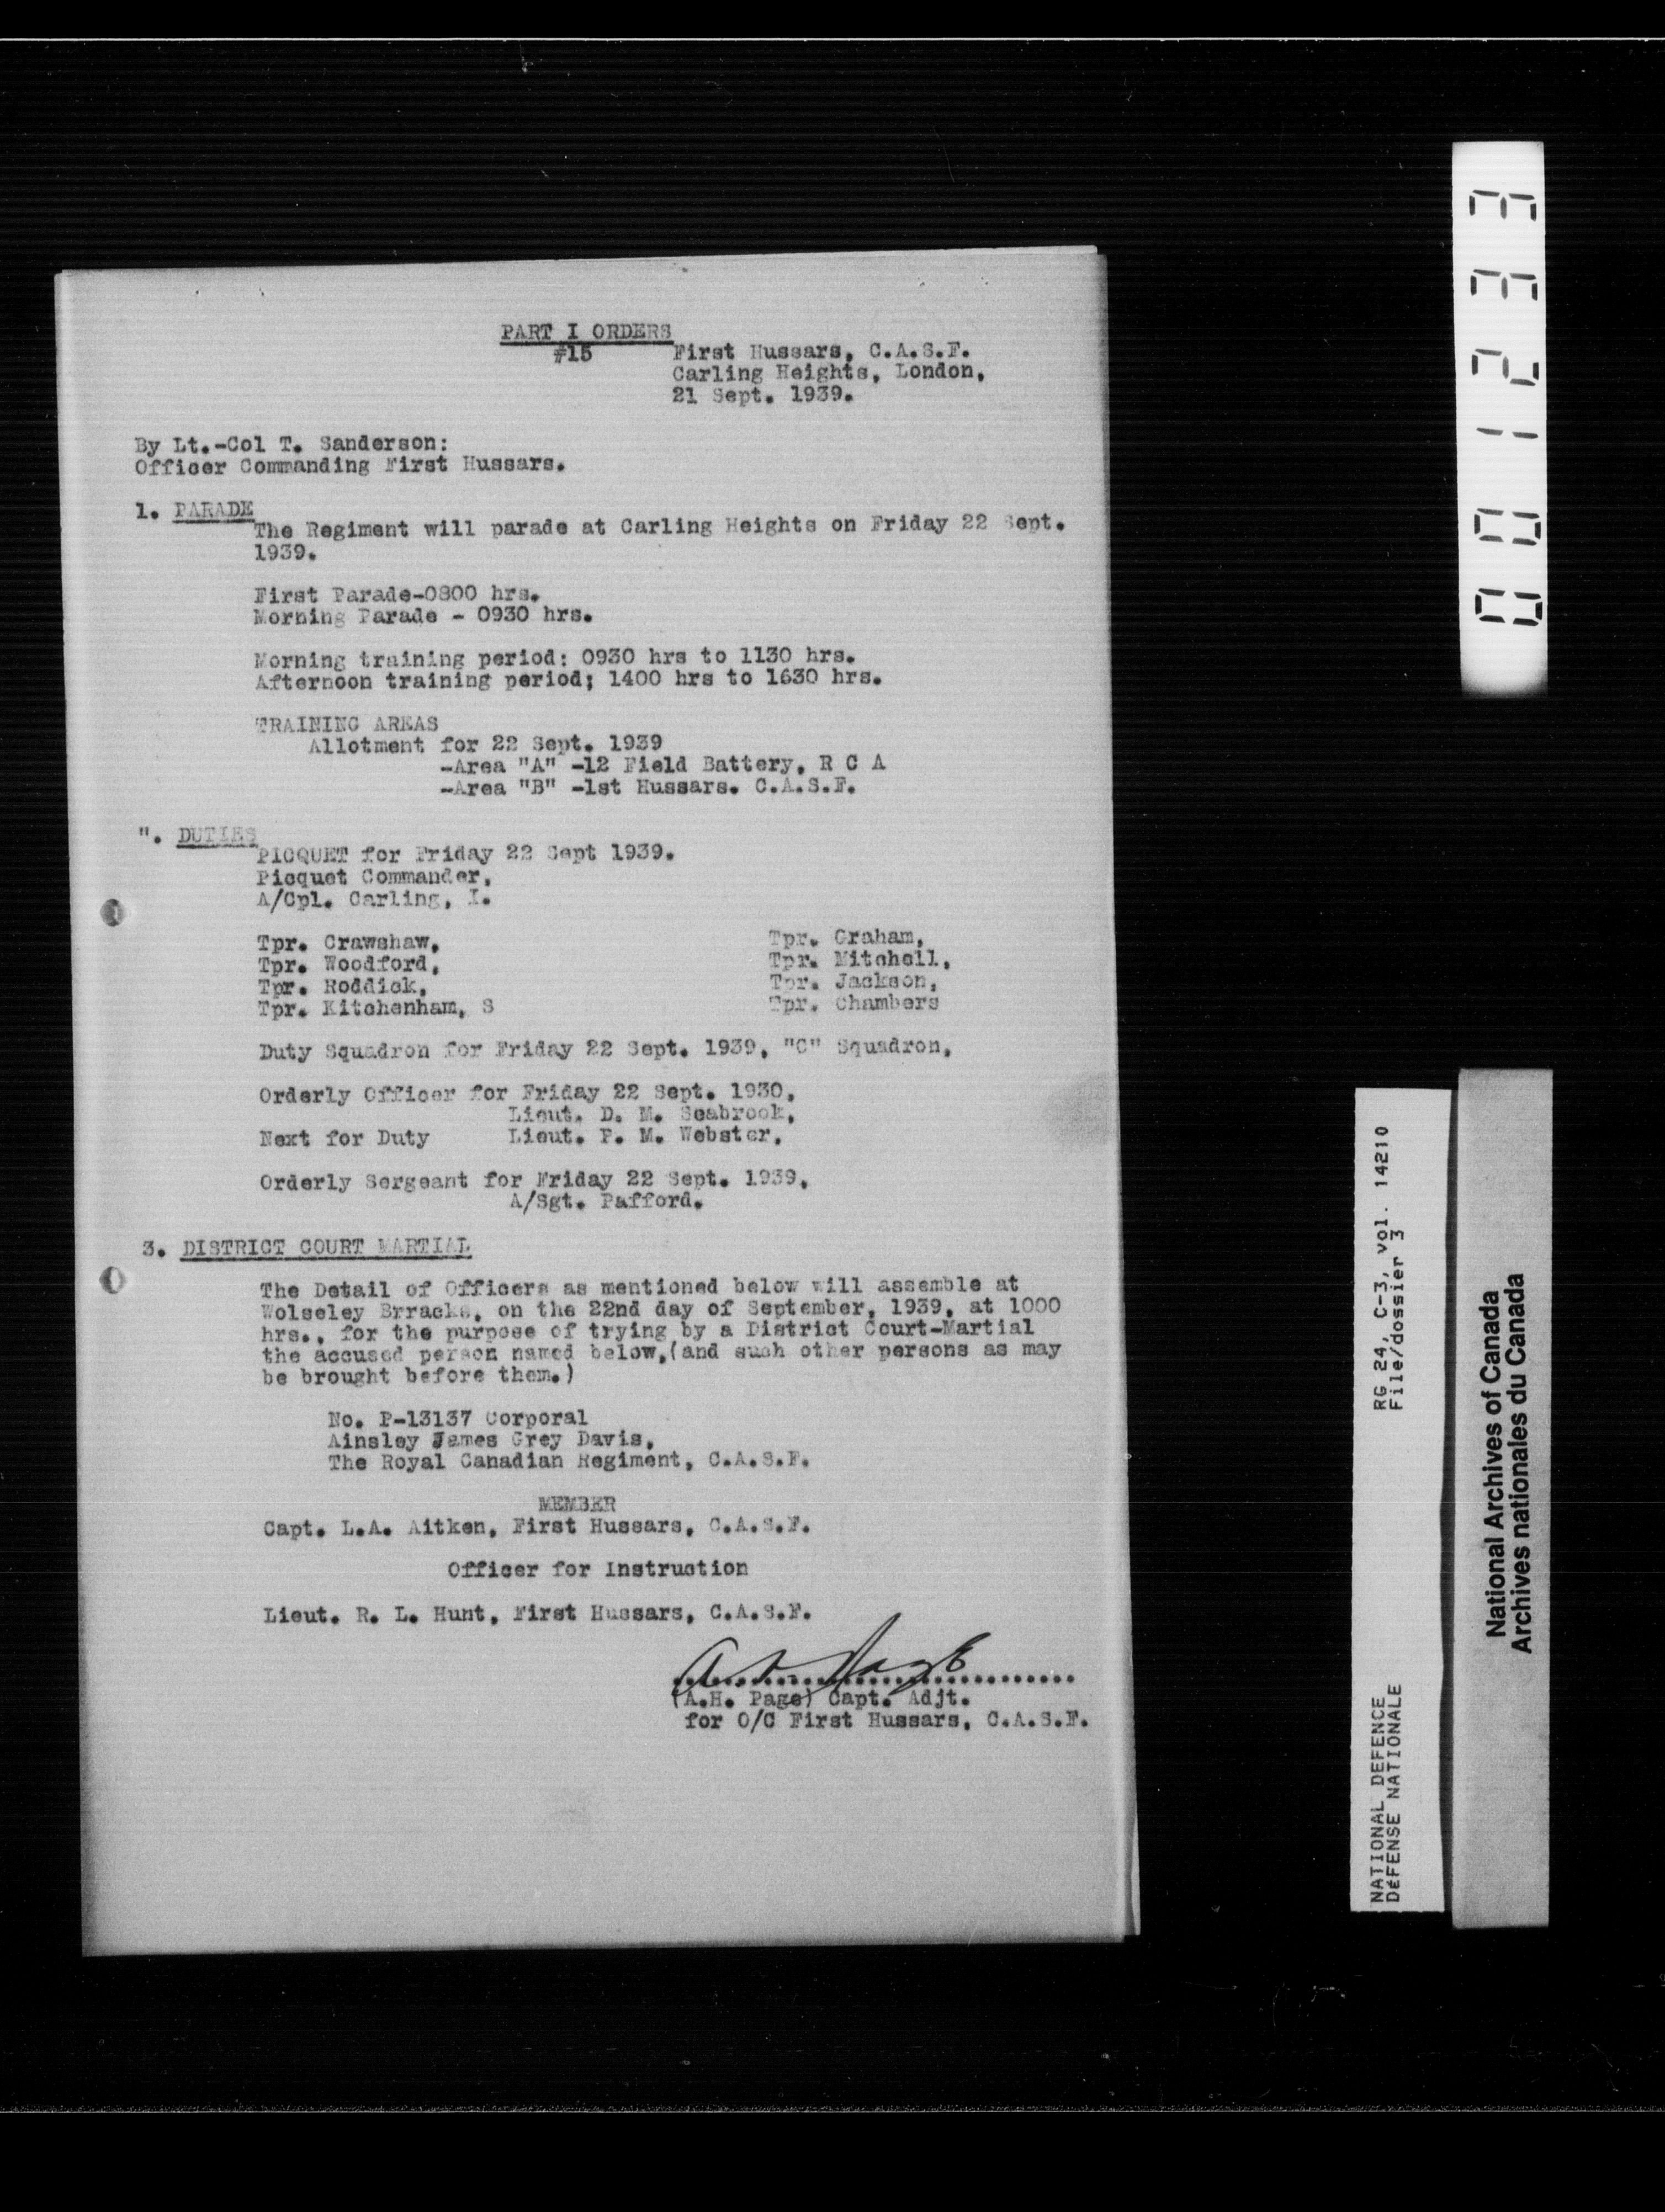 PART I ORDERS
#15
First Hussars, C.A.S.F.
Carling Heights, London,
21 Sept. 1939.
By Lt.-Col T. Sanderson:
Officer Commanding First Hussars.
1. PARADE
The Regiment will parade at Carling Heights on Friday 22 Sept.
1939.
First Parade-0800 hrs.
Morning Parade - 0930 hrs.
Morning training period: 0930 hrs to 1130 hrs.
Afternoon training period; 1400 hrs to 1630 hrs.
TRAINING AREAS
Allotment for 22 Sept. 1939
-Area "A" -12 Field Battery, R C A
-Area "B" -1st Hussars. C.A.S.F.
". DUTIES
PICQUET for Friday 22 Sept 1939.
Picquet Commander,
A/Cpl. Carling, I.
Tpr. Crawshaw, Tpr. Graham,
Tpr. Woodford, Tpr. Mitchell,
Tpr. Roddick, Tpr. Jackson,
Tpr. Kitchenham, S Tpr. Chambers
Duty Squadron for Friday 22 Sept. 1939, "C" Squadron,
Orderly Officer for Friday 22 Sept. 1930,
Lieut. D. M. Seabrook,
Next for Duty Lieut. F. M. Webster,
Orderly Sergeant for Friday 22 Sept. 1939,
A/Sgt. Pafford.
3. DISTRICT COURT MARTIAL
The Detail of Officers as mentioned below will assemble at
Wolseley Brracks, on the 22nd day of September, 1939, at 1000
hrs., for the purpose of trying by a District Court-Martial
the accused person named below,(and such other persons as may
be brought before them.)
No. P-13137 Corporal
Ainsley James Grey Davis,
The Royal Canadian Regiment, C.A.S.F.
MEMBER
Capt. L.A. Aitken, First Hussars, C.A.S.F.
Officer for Instruction
Lieut. R. L. Hunt, First Hussars, C.A.S.F.
(A.H. Page) Capt. Adjt.
for O/C First Hussars, C.A.S.F.
001233
NATIONAL DEFENCE RG 24, C-3, vol. 14210
DÉFENSE NATIONALE File/dossier 3
National Archives of Canada
Archives nationales du Canada